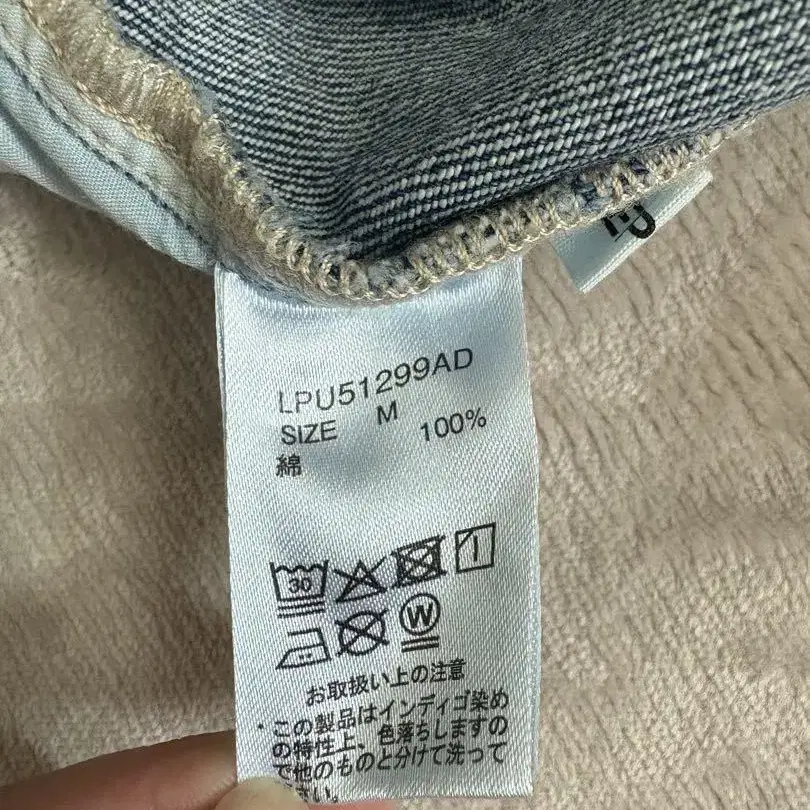 LPU51299AD
SIZE M
綿 100%
30
W
お取扱い上の注意
・この製品はインディゴ染め
の特性上、色落ちしますの
で他のものと分けて洗って